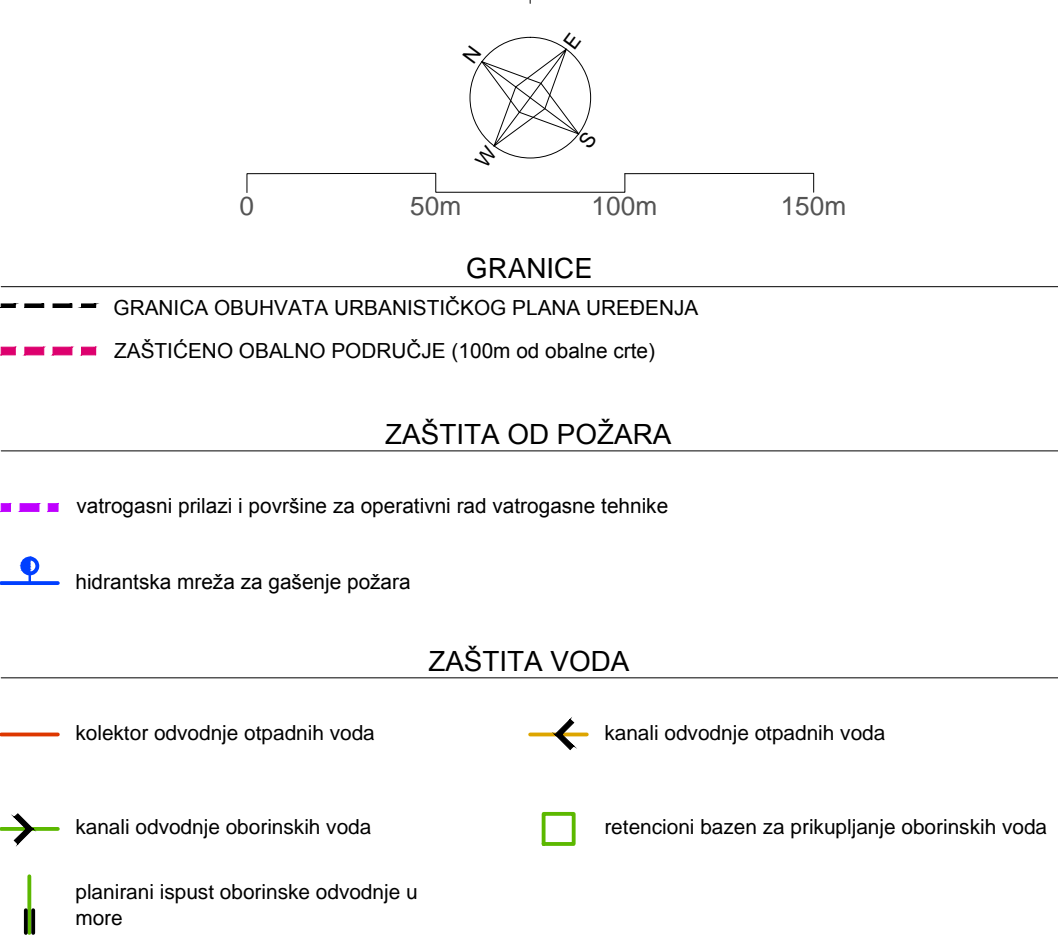 N
E
W
S
0 50m 100m 150m
GRANICE
GRANICA OBUHVATA URBANISTIČKOG PLANA UREĐENJA
ZAŠTIĆENO OBALNO PODRUČJE (100m od obalne crte)
ZAŠTITA OD POŽARA
vatrogasni prilazi i površine za operativni rad vatrogasne tehnike
hidrantska mreža za gašenje požara
ZAŠTITA VODA
kolektor odvodnje otpadnih voda
kanali odvodnje otpadnih voda
kanali odvodnje oborinskih voda
retencioni bazen za prikupljanje oborinskih voda
planirani ispust oborinske odvodnje u
more